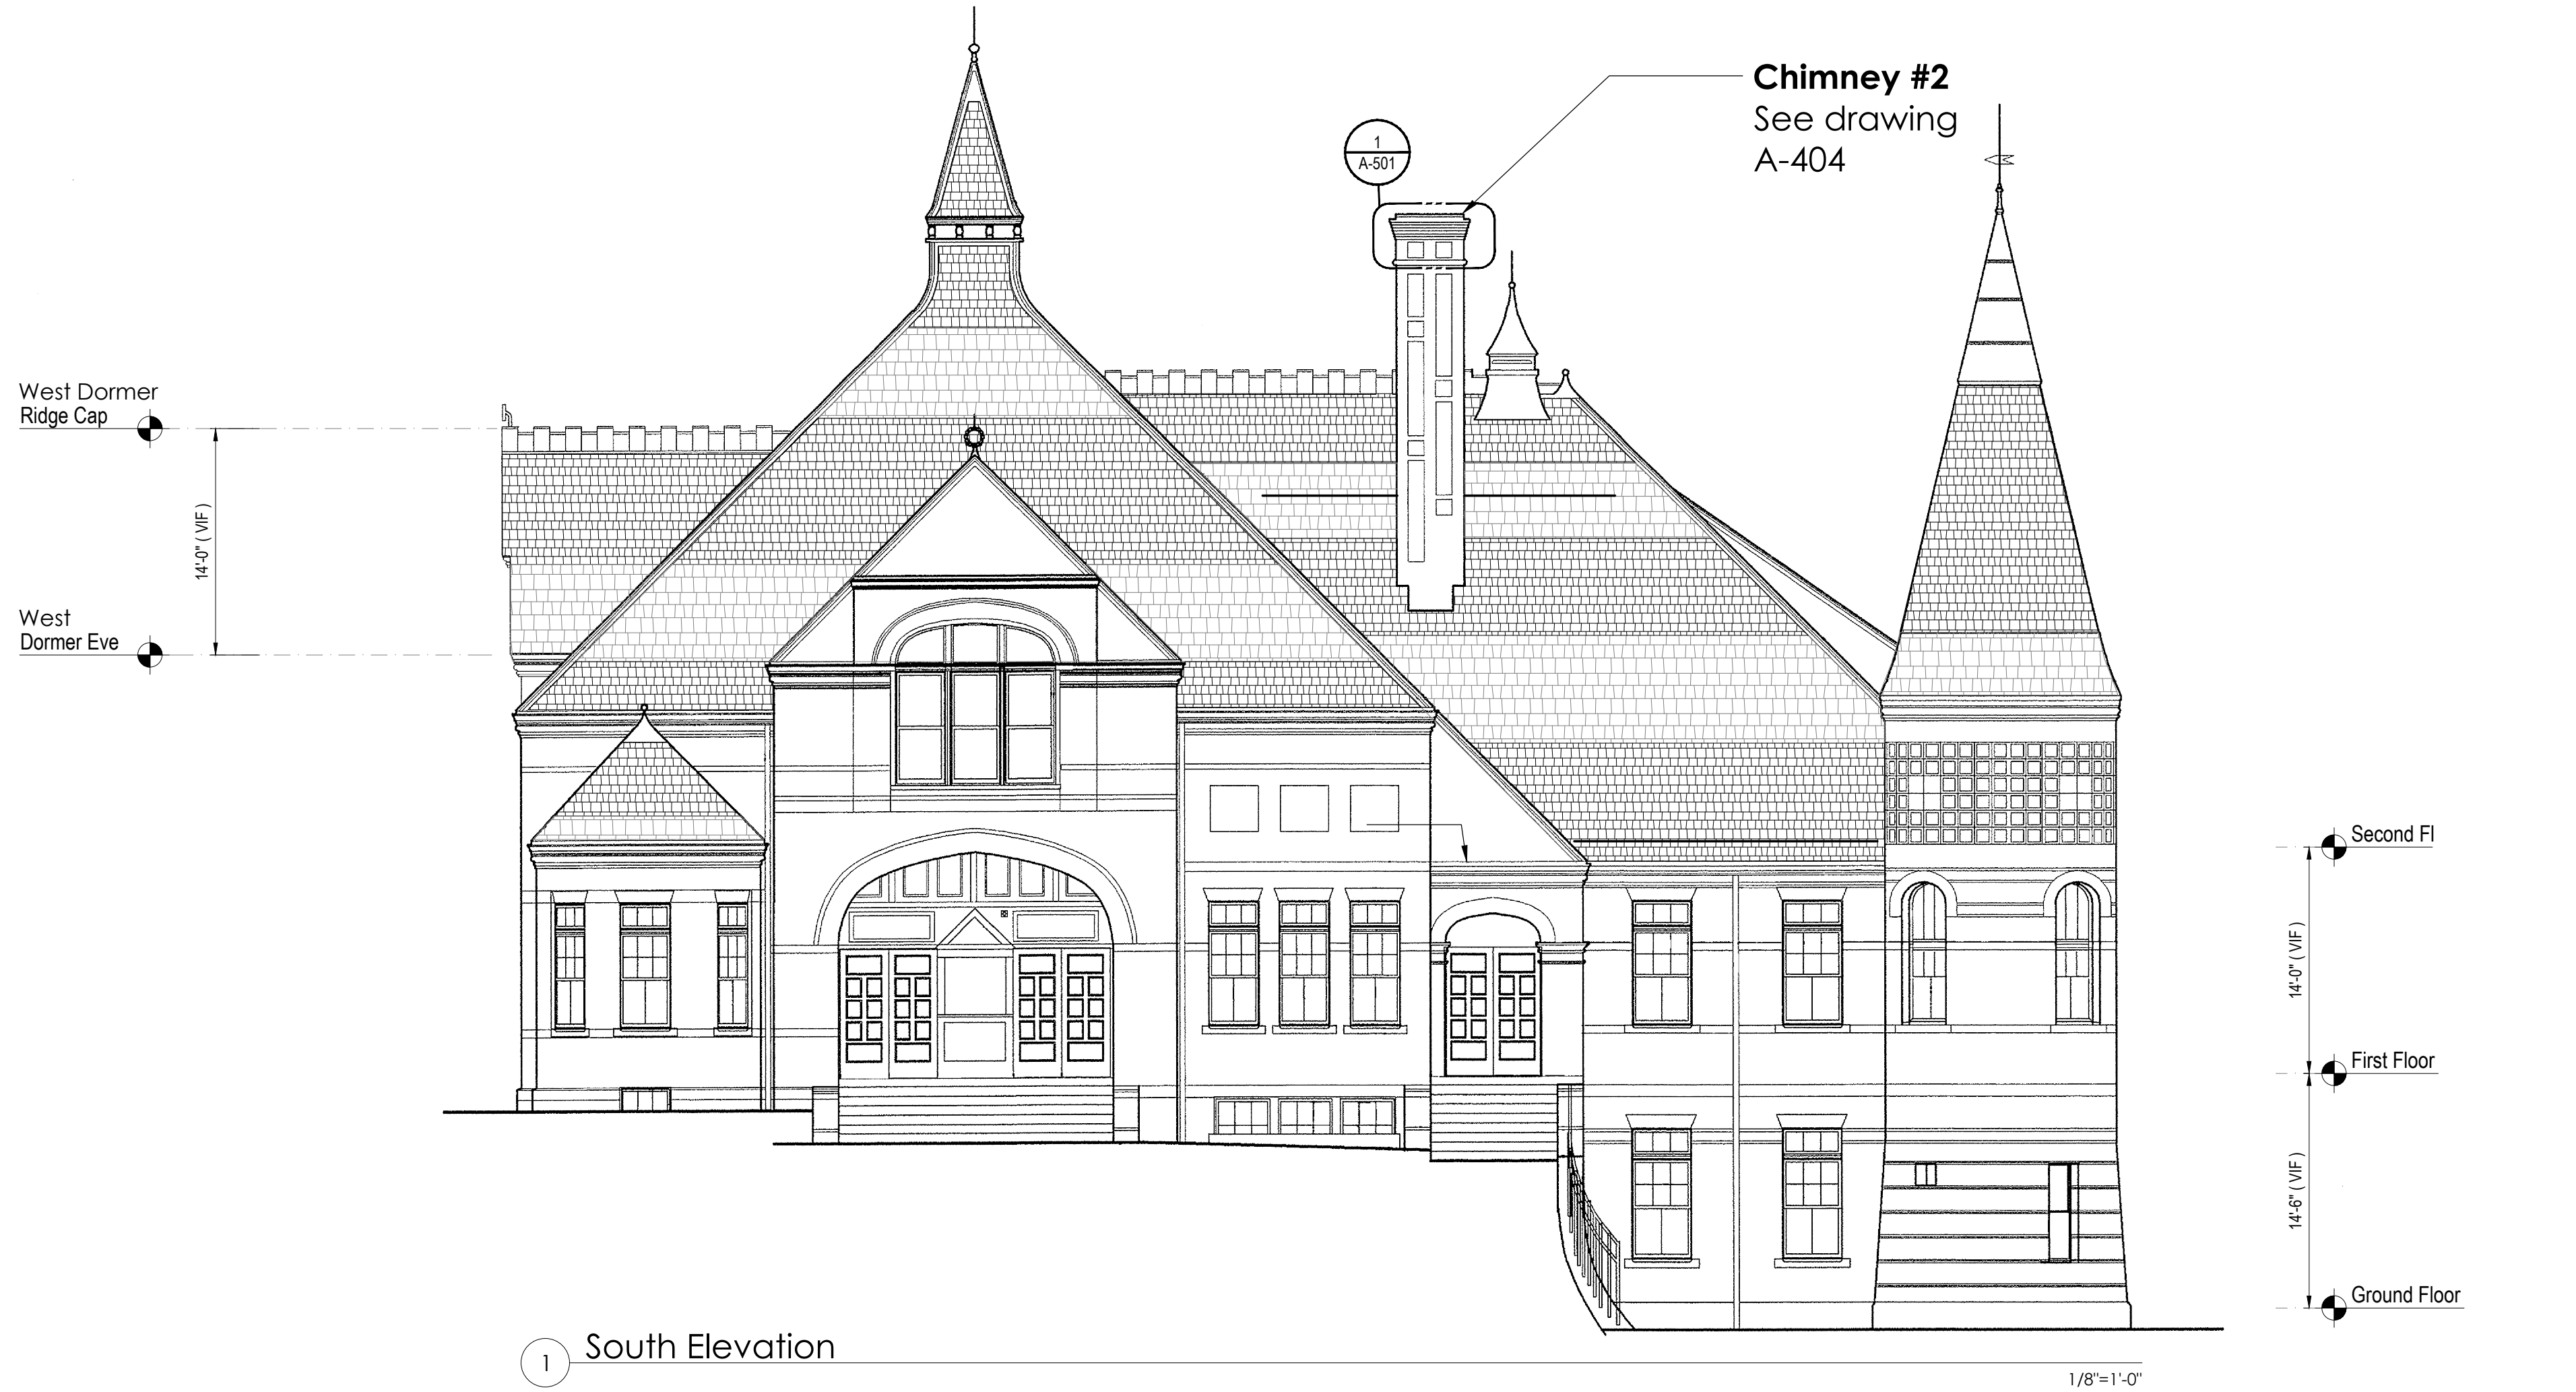 Chimney #2
See drawing
A-404
1
A-501
West Dormer
Ridge Cap
14'-0" ( VIF )
West
Dormer Eve
Second Fl
14'-0" ( VIF )
First Floor
14'-6" ( VIF )
Ground Floor
1 South Elevation
1/8"=1'-0"